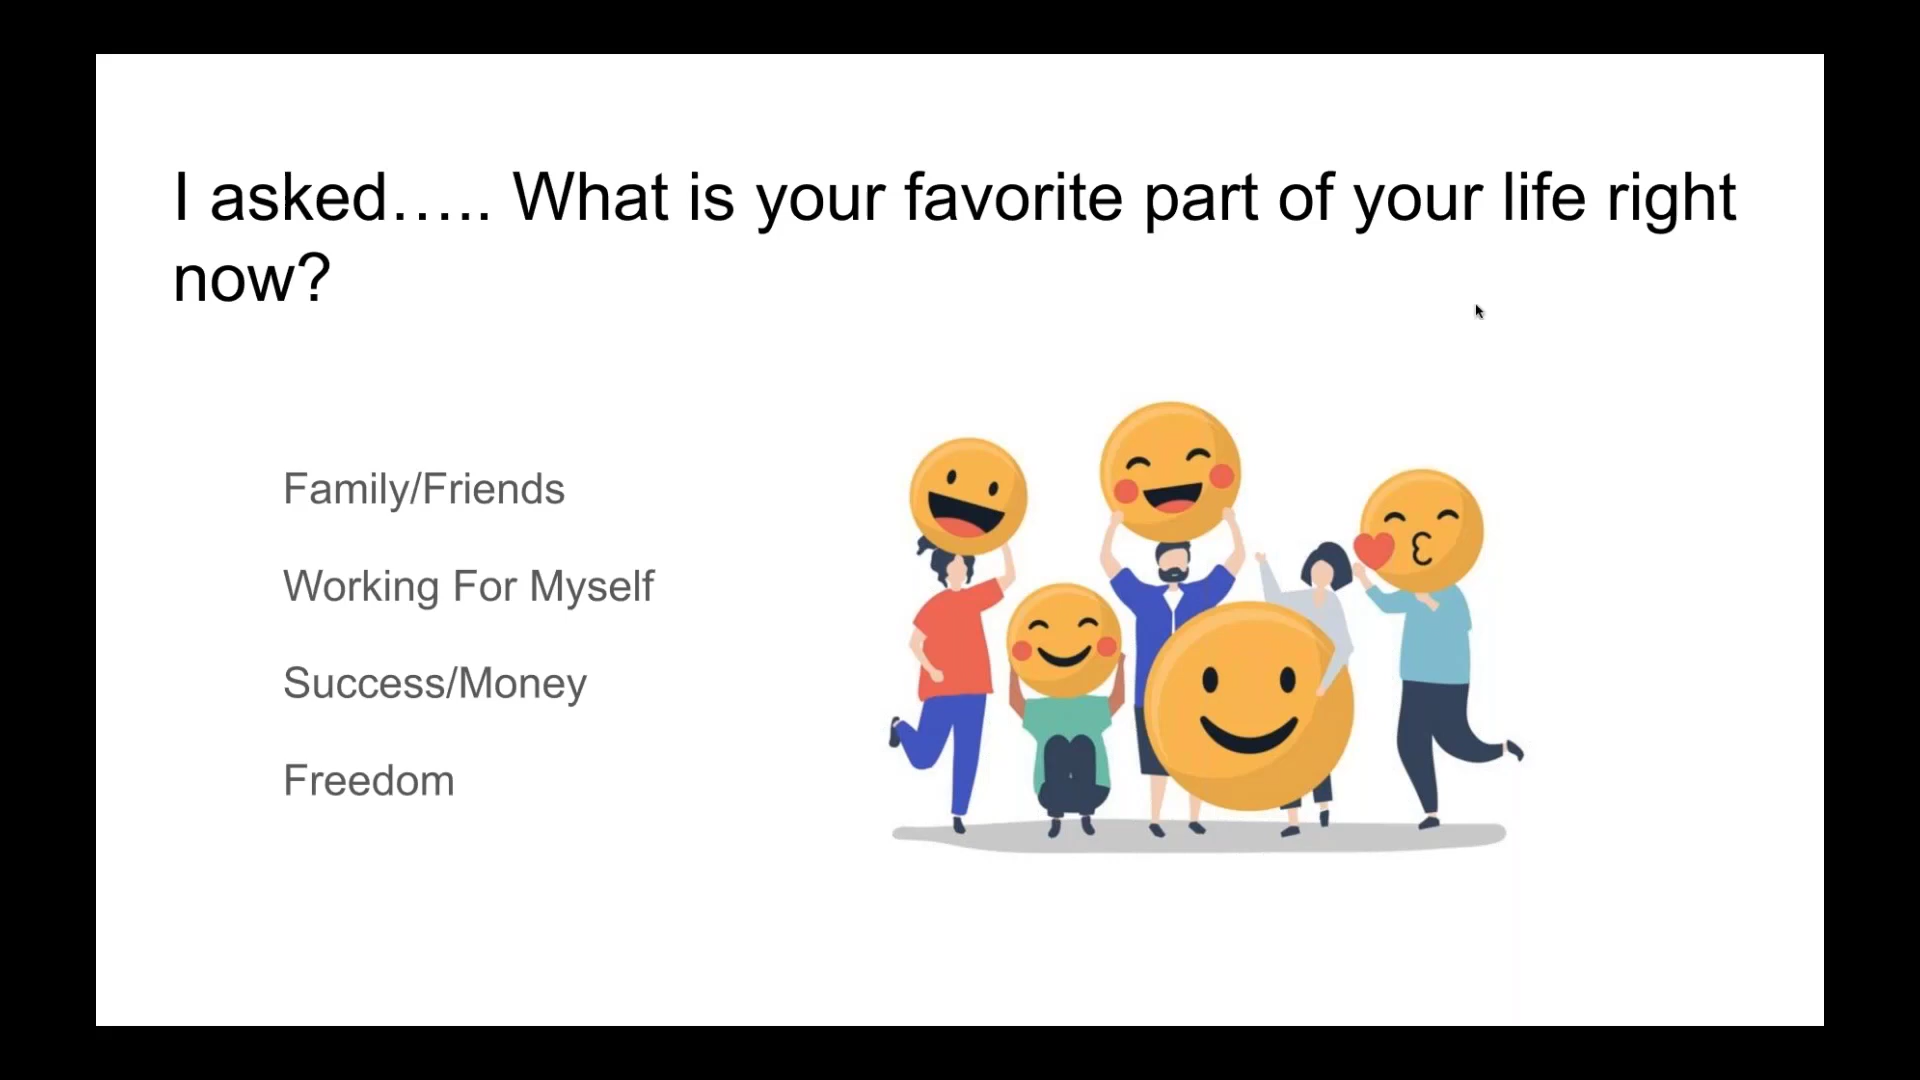 I asked….. What is your favorite part of your life right
now?
Family/Friends
Working For Myself
Success/Money
Freedom